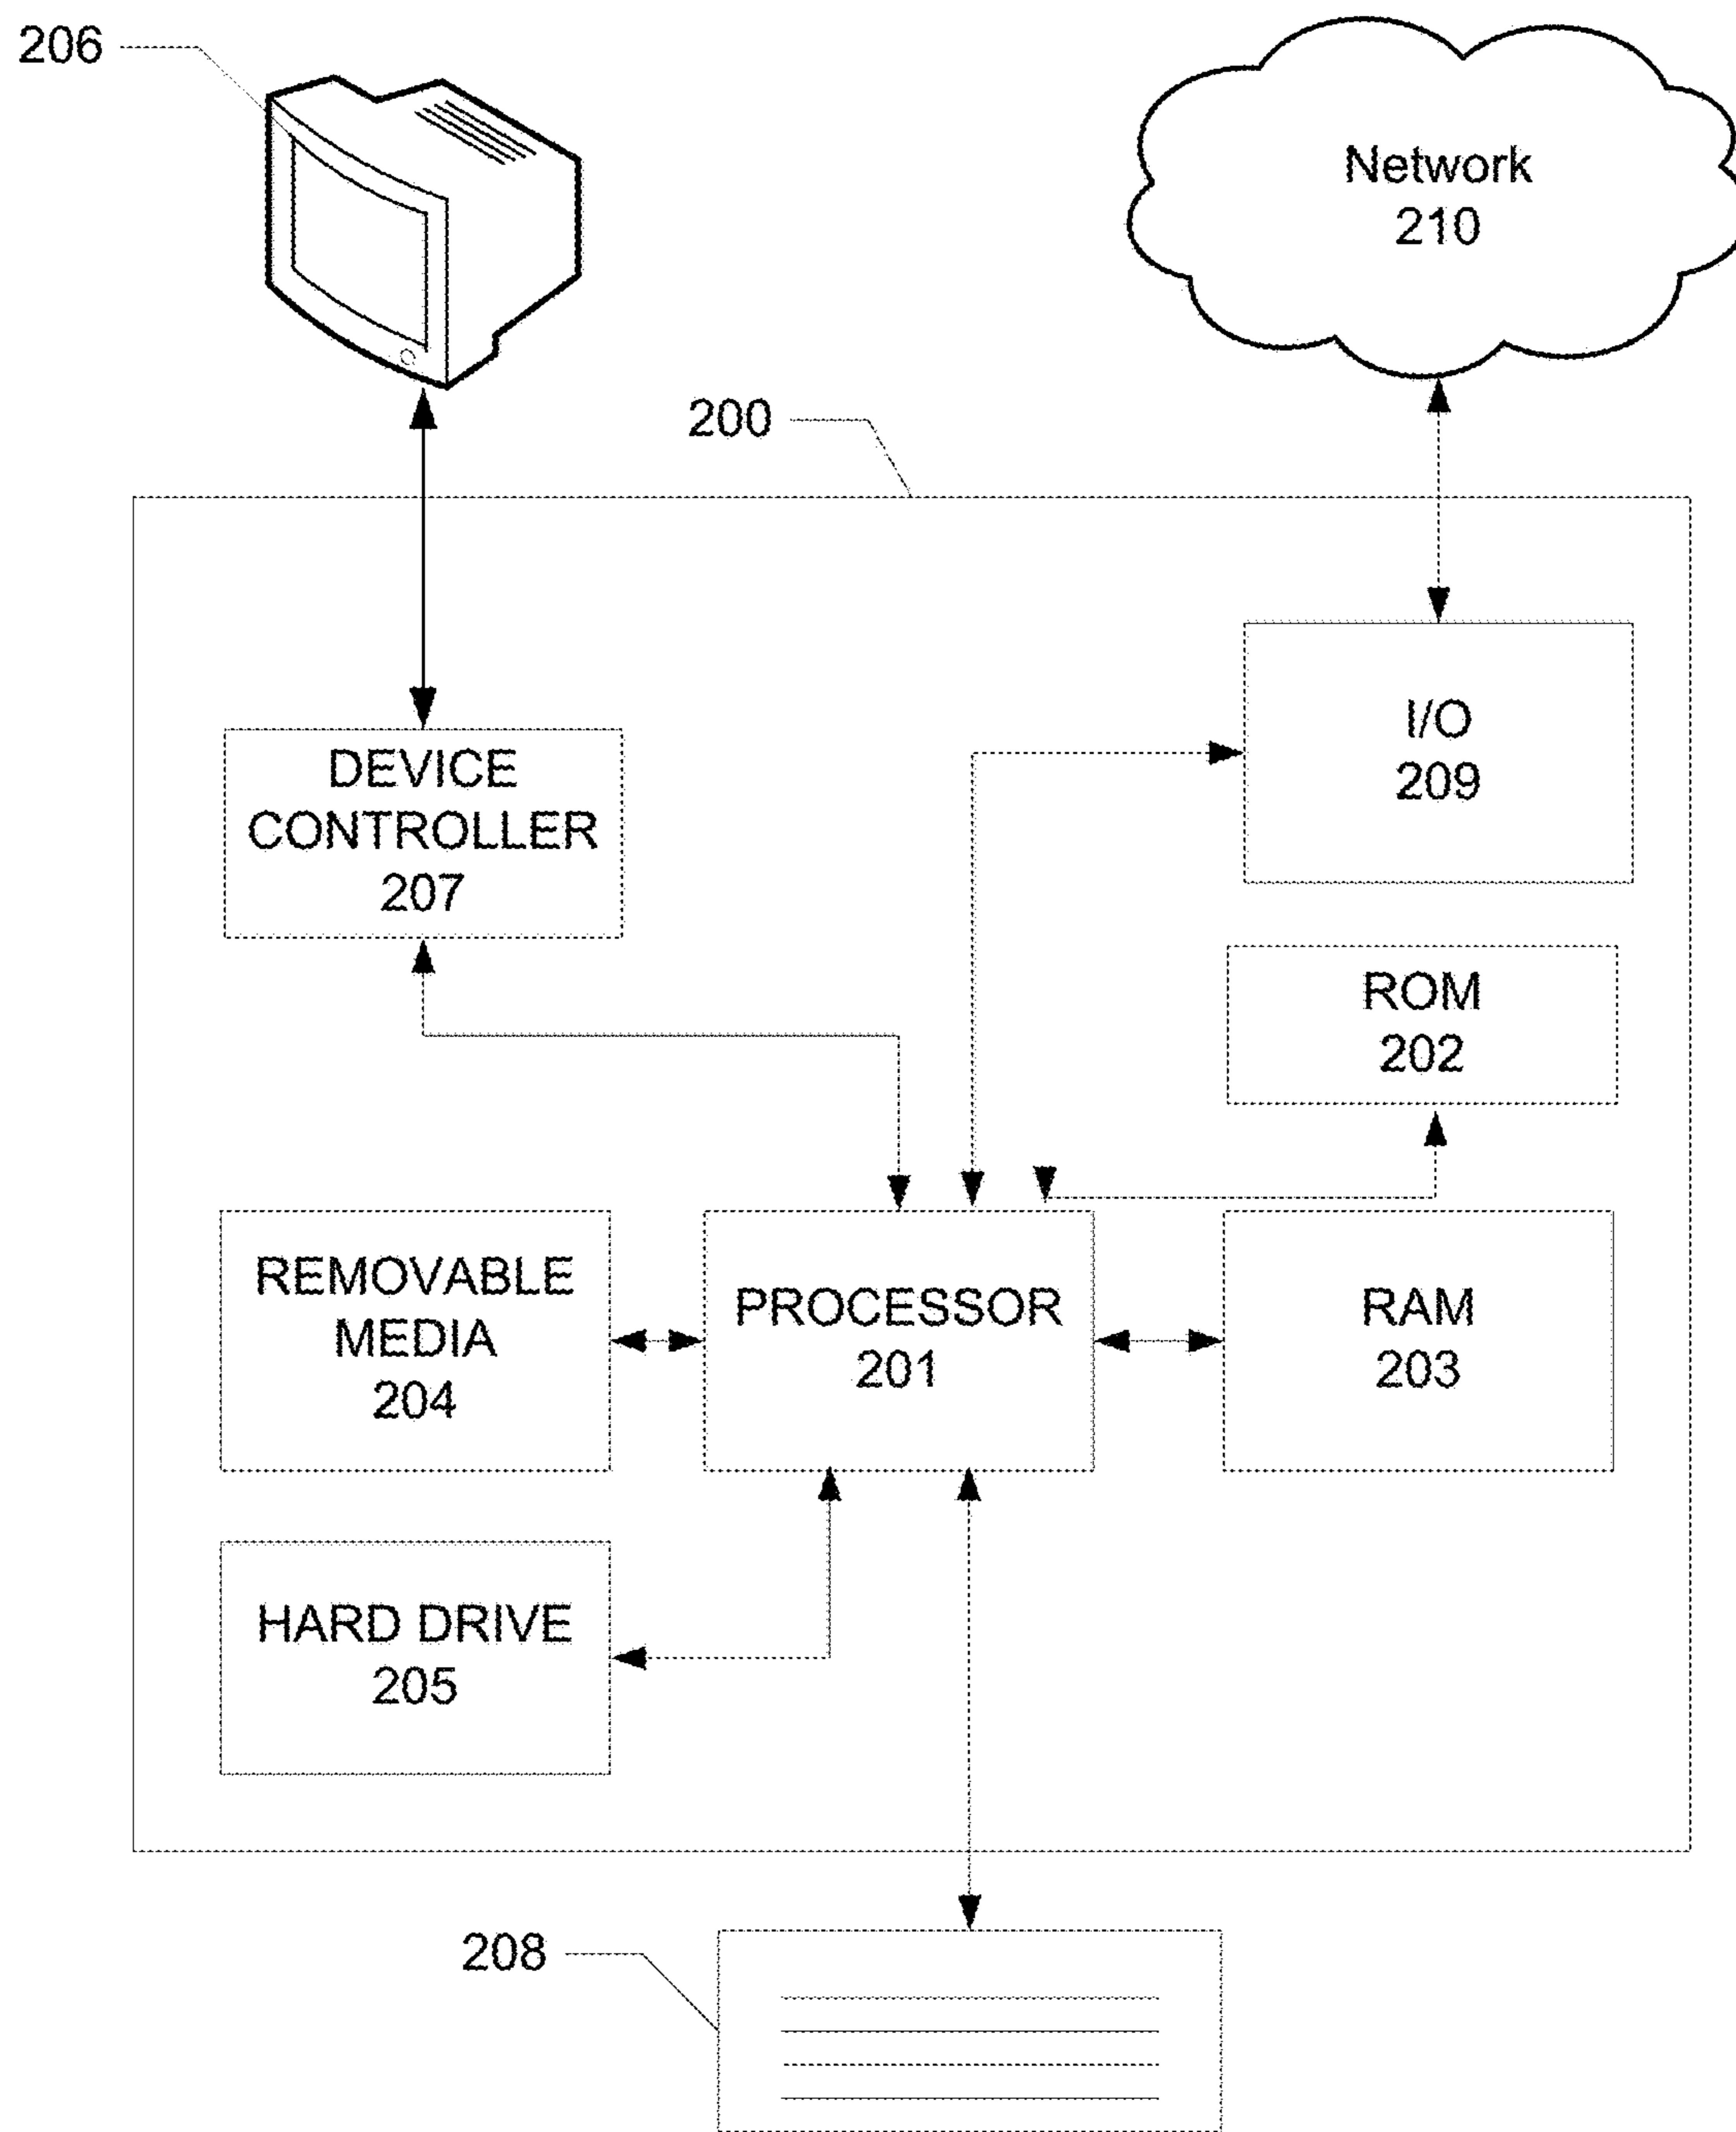 206
Network
210
200
DEVICE
CONTROLLER
207
I/O
209
ROM
202
REMOVABLE
MEDIA
204
PROCESSOR
201
RAM
203
HARD DRIVE
205
208